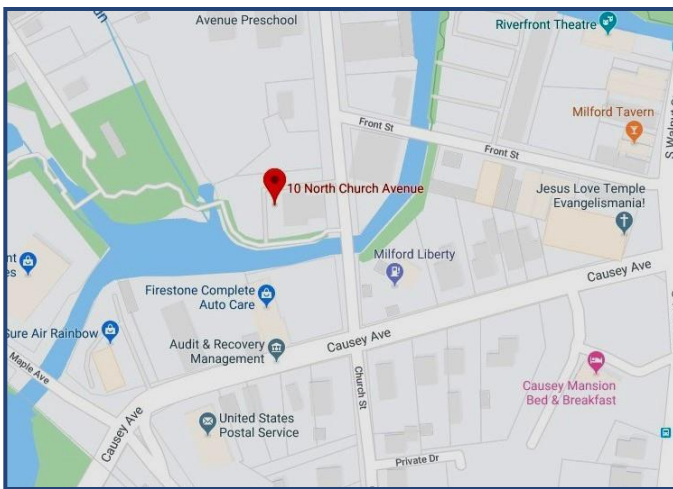 Avenue Preschool
Riverfront Theatre
Milford Tavern
Front St
Front St
10 North Church Avenue
Jesus Love Temple
Evangelismania!
Milford Liberty
Causey Ave
Firestone Complete
Auto Care
Sure Air Rainbow
Audit & Recovery
Management
Causey Ave
Maple Ave
Church St
Causey Mansion
Bed & Breakfast
United States
Postal Service
Causey Ave
Private Dr
S Walnut